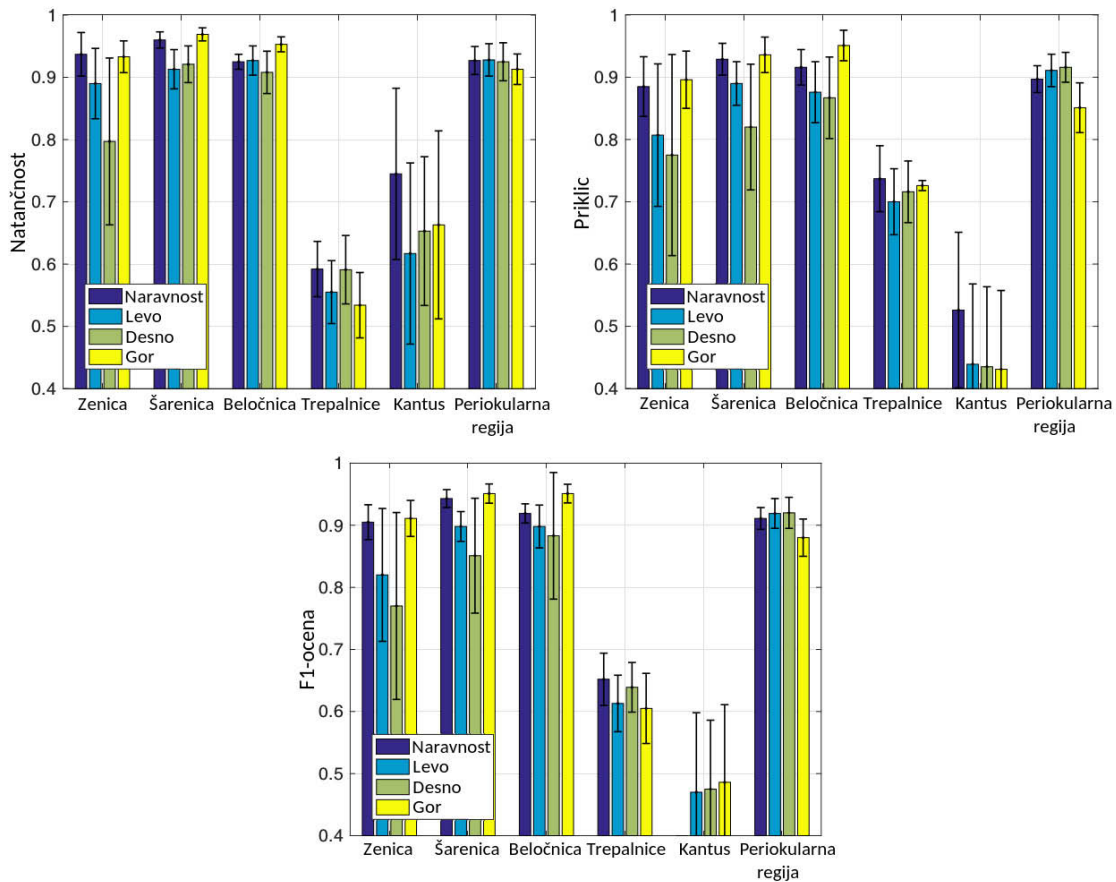 Natančnost
1
0.9
0.8
0.7
0.6
0.5
0.4
Naravnost
Levo
Desno
Gor
Zenica Šarenica Beločnica Trepalnice Kantus Periokularna
regija
Priklic
1
0.9
0.8
0.7
0.6
0.5
0.4
Naravnost
Levo
Desno
Gor
Zenica Šarenica Beločnica Trepalnice Kantus Periokularna
regija
F1-ocena
1
0.9
0.8
0.7
0.6
0.5
0.4
Naravnost
Levo
Desno
Gor
Zenica Šarenica Beločnica Trepalnice Kantus Periokularna
regija